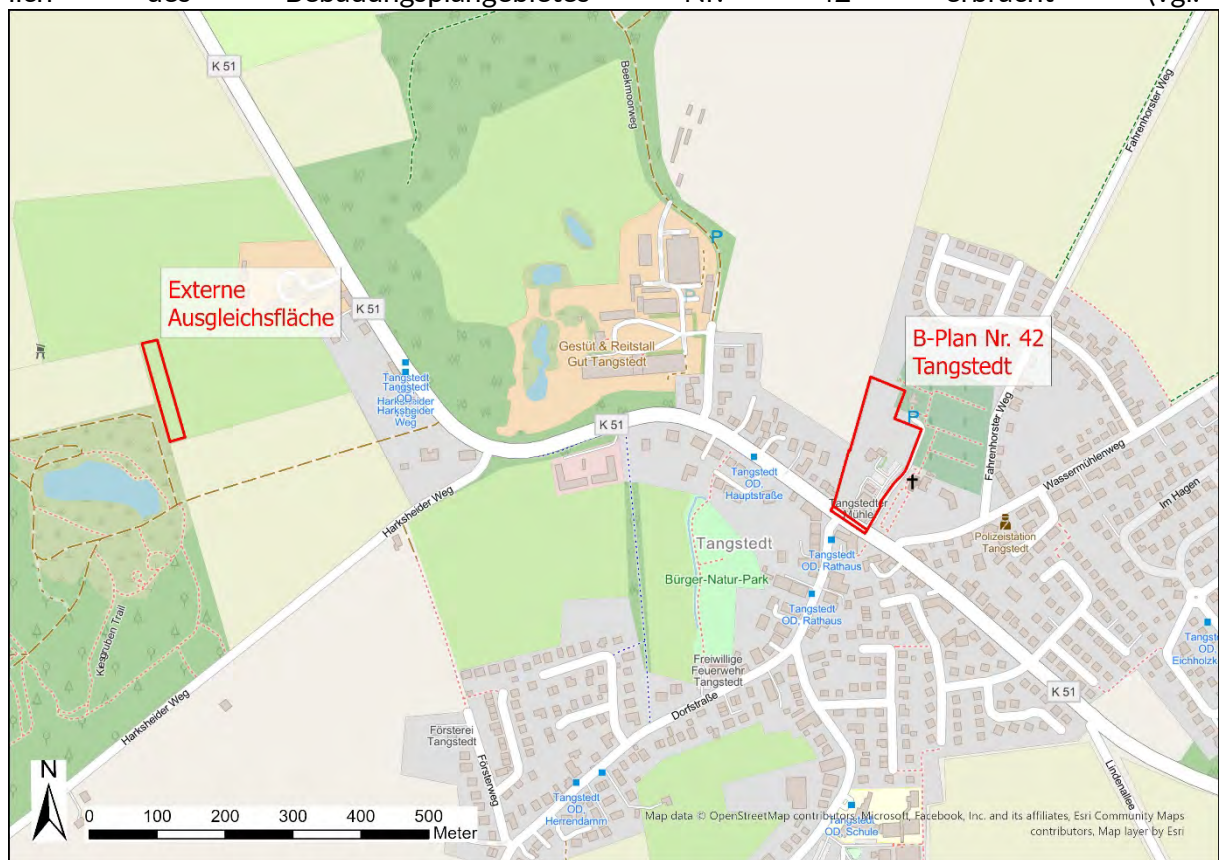 lich des Bebauungsplangebietes Nr. 42 erbracht (vgl.
K 51
Beekmoorweg
Fahrenhorster Weg
Externe
Ausgleichsfläche
K 51
P
P
Gestüt & Reitstall
Gut Tangstedt
B-Plan Nr. 42
Tangstedt
P
Tangstedt
Tangstedt
OD,
Harksheider
Harksheider
Weg
K 51
Tangstedt
OD,
Hauptstraße
Fahrenhorster Weg
Wassermühlenweg
Im Hagen
Tangstedter
Mühle
Polizeistation
Tangstedt
Harksheider Weg
Tangstedt
Tangstedt
OD, Rathaus
Bürger-Natur-Park
Tangstedt
OD, Rathaus
Kiesgruben Trail
Freiwillige
Feuerwehr
Tangstedt
Harksheider Weg
Dorfstraße
K 51
Försterei
Tangstedt
Försterweg
Lindenallee
N
0 100 200 300 400 500
Meter
Tangstedt
OD,
Herrendamm
Tangstedt
OD, Schule
Map data © OpenStreetMap contributors, Microsoft, Facebook, Inc. and its affiliates, Esri Community Maps
contributors, Map layer by Esri